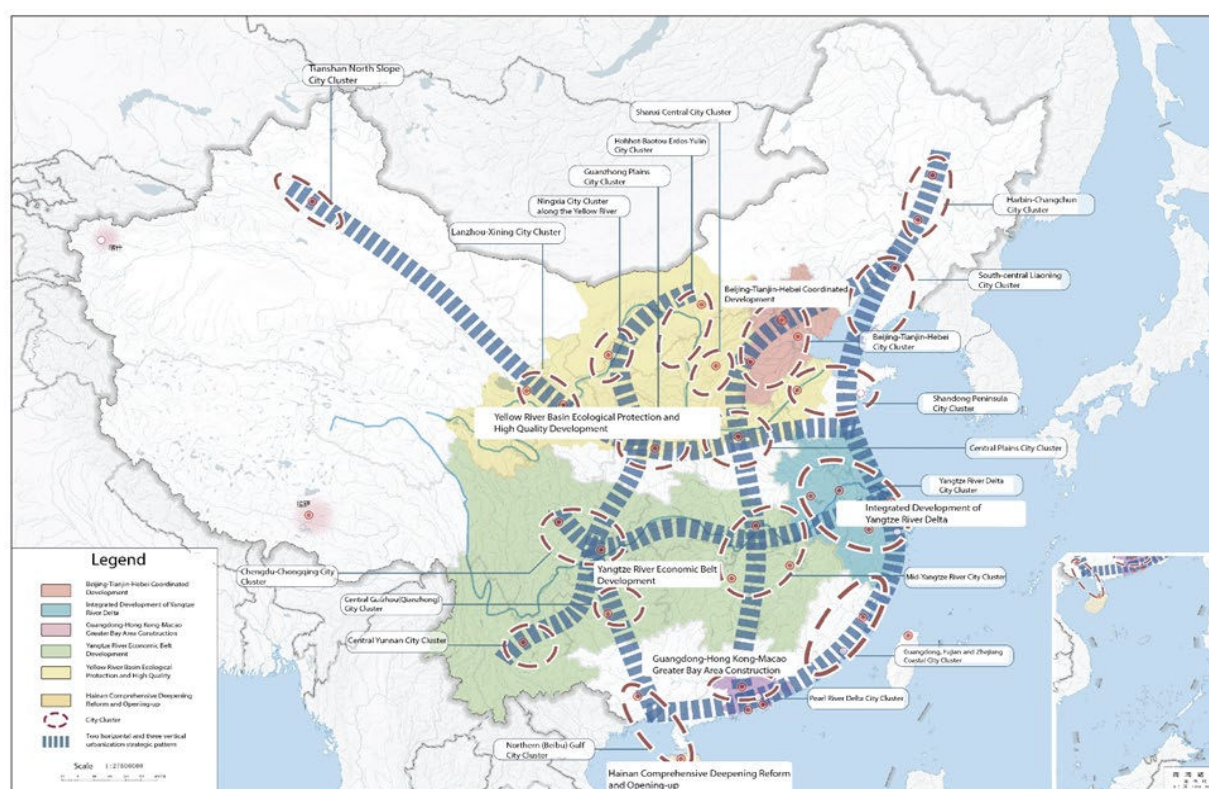 Tianshan North Slope
City Cluster
Shanxi Central City Cluster
Hohhot-Baotou-Erdos-Yulin
City Cluster
Guanzhong Plains
City Cluster
Ningxia City Cluster
along the Yellow River
Lanzhou-Xining City Cluster
Harbin-Changchun
City Cluster
South-central Liaoning
City Cluster
Beijing-Tianjin-Hebei Coordinated
Development
Beijing-Tianjin-Hebei
City Cluster
Shandong Peninsula
City Cluster
Yellow River Basin Ecological Protection and
High Quality Development
Central Plains City Cluster
Yangtze River Delta
City Cluster
Integrated Development of
Yangtze River Delta
Chengdu-Chongqing City
Cluster
Yangtze River Economic Belt
Development
Mid-Yangtze River City Cluster
Central Guizhou(Qianzhong)
City Cluster
Central Yunnan City Cluster
Guangdong, Fujian and Zhejiang
Coastal City Cluster
Guangdong-Hong Kong-Macao
Greater Bay Area Construction
Pearl River Delta City Cluster
Northern (Beibu) Gulf
City Cluster
Hainan Comprehensive Deepening Reform
and Opening-up
Legend
Beijing-Tianjin-Hebei Coordinated
Development
Integrated Development of Yangtze
River Delta
Guangdong-Hong Kong-Macao
Greater Bay Area Construction
Yangtze River Economic Belt
Development
Yellow River Basin Ecological
Protection and High Quality
Hainan Comprehensive Deepening
Reform and Opening-up
City Cluster
Two horizontal and three vertical
urbanization strategic pattern
Scale